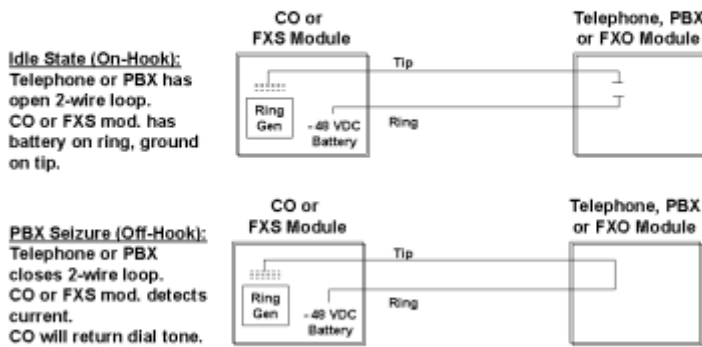 CO or
FXS Module
Telephone, PBX
or FXO Module
Idle State (On-Hook):
Telephone or PBX has
open 2-wire loop.
CO or FXS mod. has
battery on ring, ground
on tip.
Tip
Ring
Gen
- 48 VDC
Battery
Ring
CO or
FXS Module
Telephone, PBX
or FXO Module
PBX Seizure (Off-Hook):
Telephone or PBX
closes 2-wire loop.
CO or FXS mod. detects
current.
CO will return dial tone.
Tip
Ring
Gen
- 48 VDC
Battery
Ring